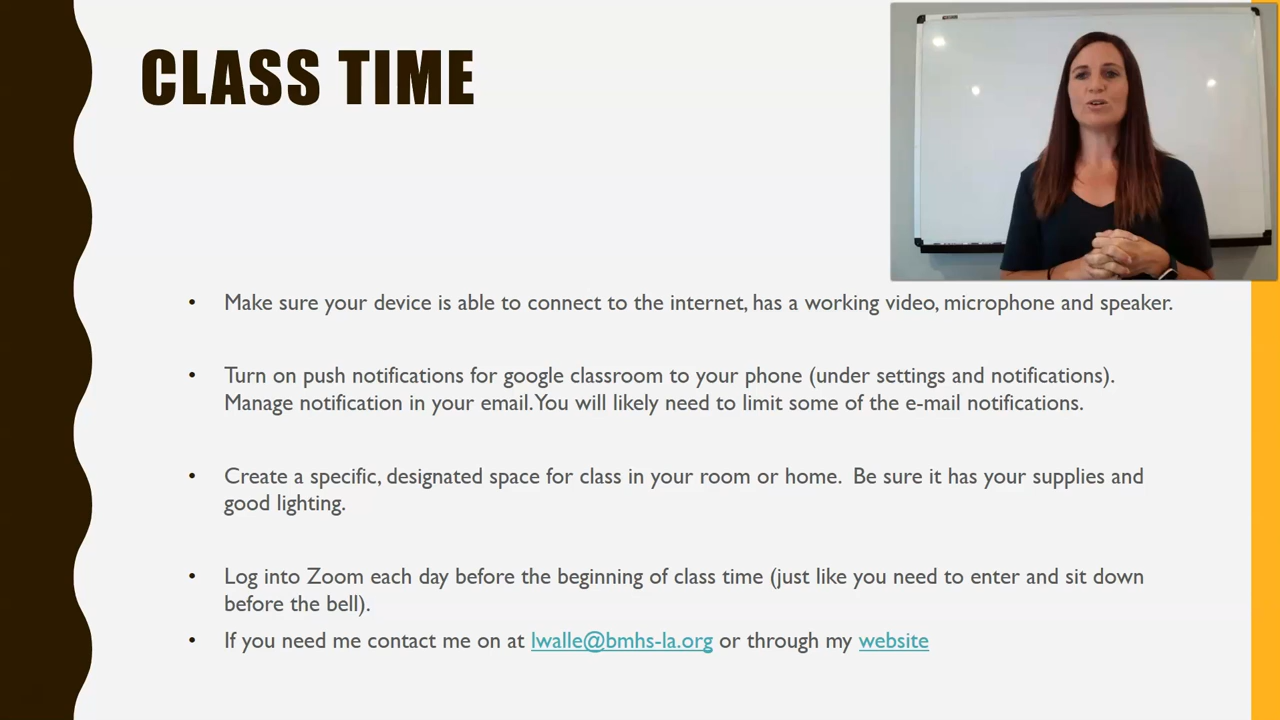 CLASS TIME
• Make sure your device is able to connect to the internet, has a working video, microphone and speaker.
• Turn on push notifications for google classroom to your phone (under settings and notifications).
Manage notification in your email. You will likely need to limit some of the e-mail notifications.
• Create a specific, designated space for class in your room or home. Be sure it has your supplies and
good lighting.
• Log into Zoom each day before the beginning of class time (just like you need to enter and sit down
before the bell).
• If you need me contact me on at lwalle@bmhs-la.org or through my website